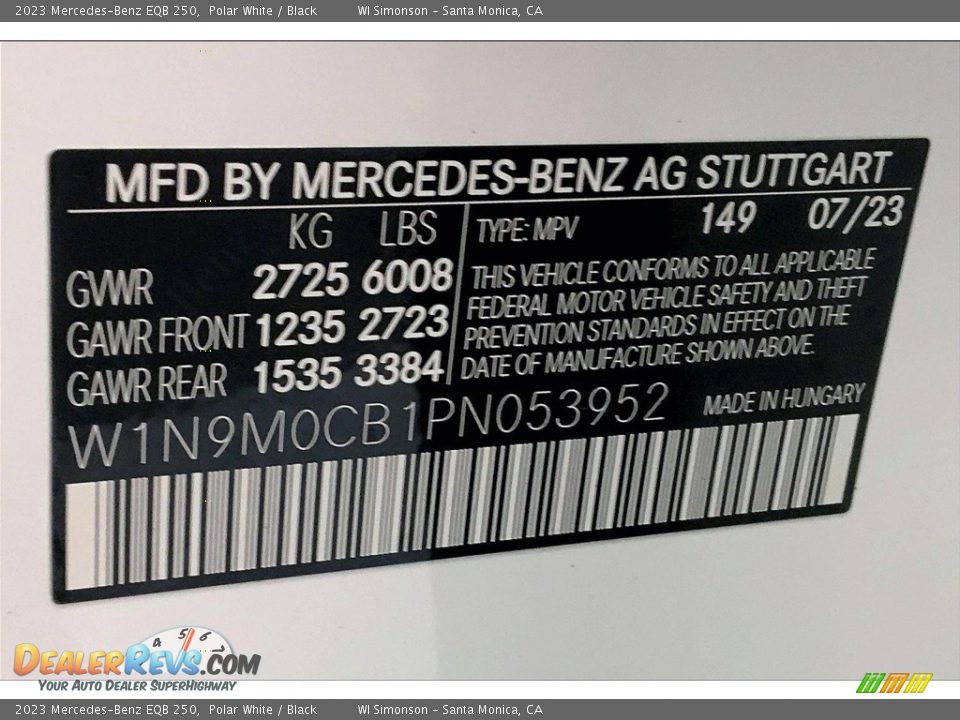 2023 Mercedes-Benz EQB 250, Polar White / Black WI Simonson - Santa Monica, CA
MFD BY MERCEDES-BENZ AG STUTTGART
KG LBS
TYPE: MPV 149 07/23
GVWR 2725 6008
GAWR FRONT 1235 2723
GAWR REAR 1535 3384
THIS VEHICLE CONFORMS TO ALL APPLICABLE
FEDERAL MOTOR VEHICLE SAFETY AND THEFT
PREVENTION STANDARDS IN EFFECT ON THE
DATE OF MANUFACTURE SHOWN ABOVE.
W1N9M0CB1PN053952 MADE IN HUNGARY
4 5 6 7
DEALERREVS.COM
YOUR AUTO DEALER SUPERHIGHWAY
2023 Mercedes-Benz EQB 250, Polar White / Black WI Simonson - Santa Monica, CA